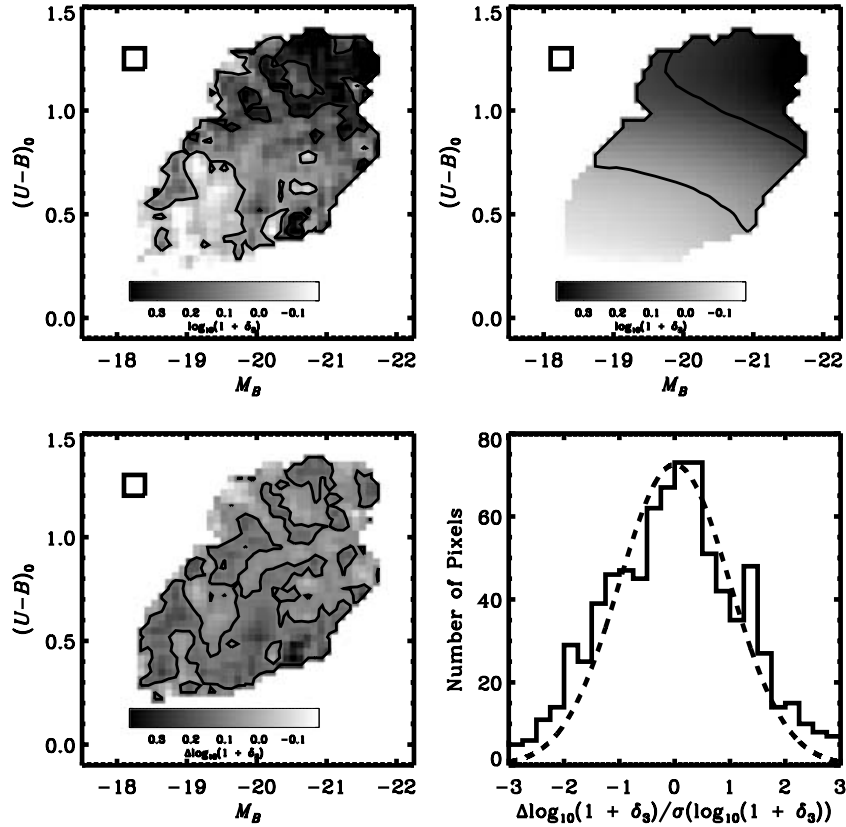 1.5
1.0
0.5
0.0
(U−B)₀
0.3 0.2 0.1 0.0 −0.1
log₁₀(1 + δ₃)
−18 −19 −20 −21 −22
M_B
1.5
1.0
0.5
0.0
(U−B)₀
0.3 0.2 0.1 0.0 −0.1
log₁₀(1 + δ₃)
−18 −19 −20 −21 −22
M_B
1.5
1.0
0.5
0.0
(U−B)₀
0.3 0.2 0.1 0.0 −0.1
Δlog₁₀(1 + δ₃)
−18 −19 −20 −21 −22
M_B
80
60
40
20
0
Number of Pixels
−3 −2 −1 0 1 2 3
Δlog₁₀(1 + δ₃)/σ(log₁₀(1 + δ₃))